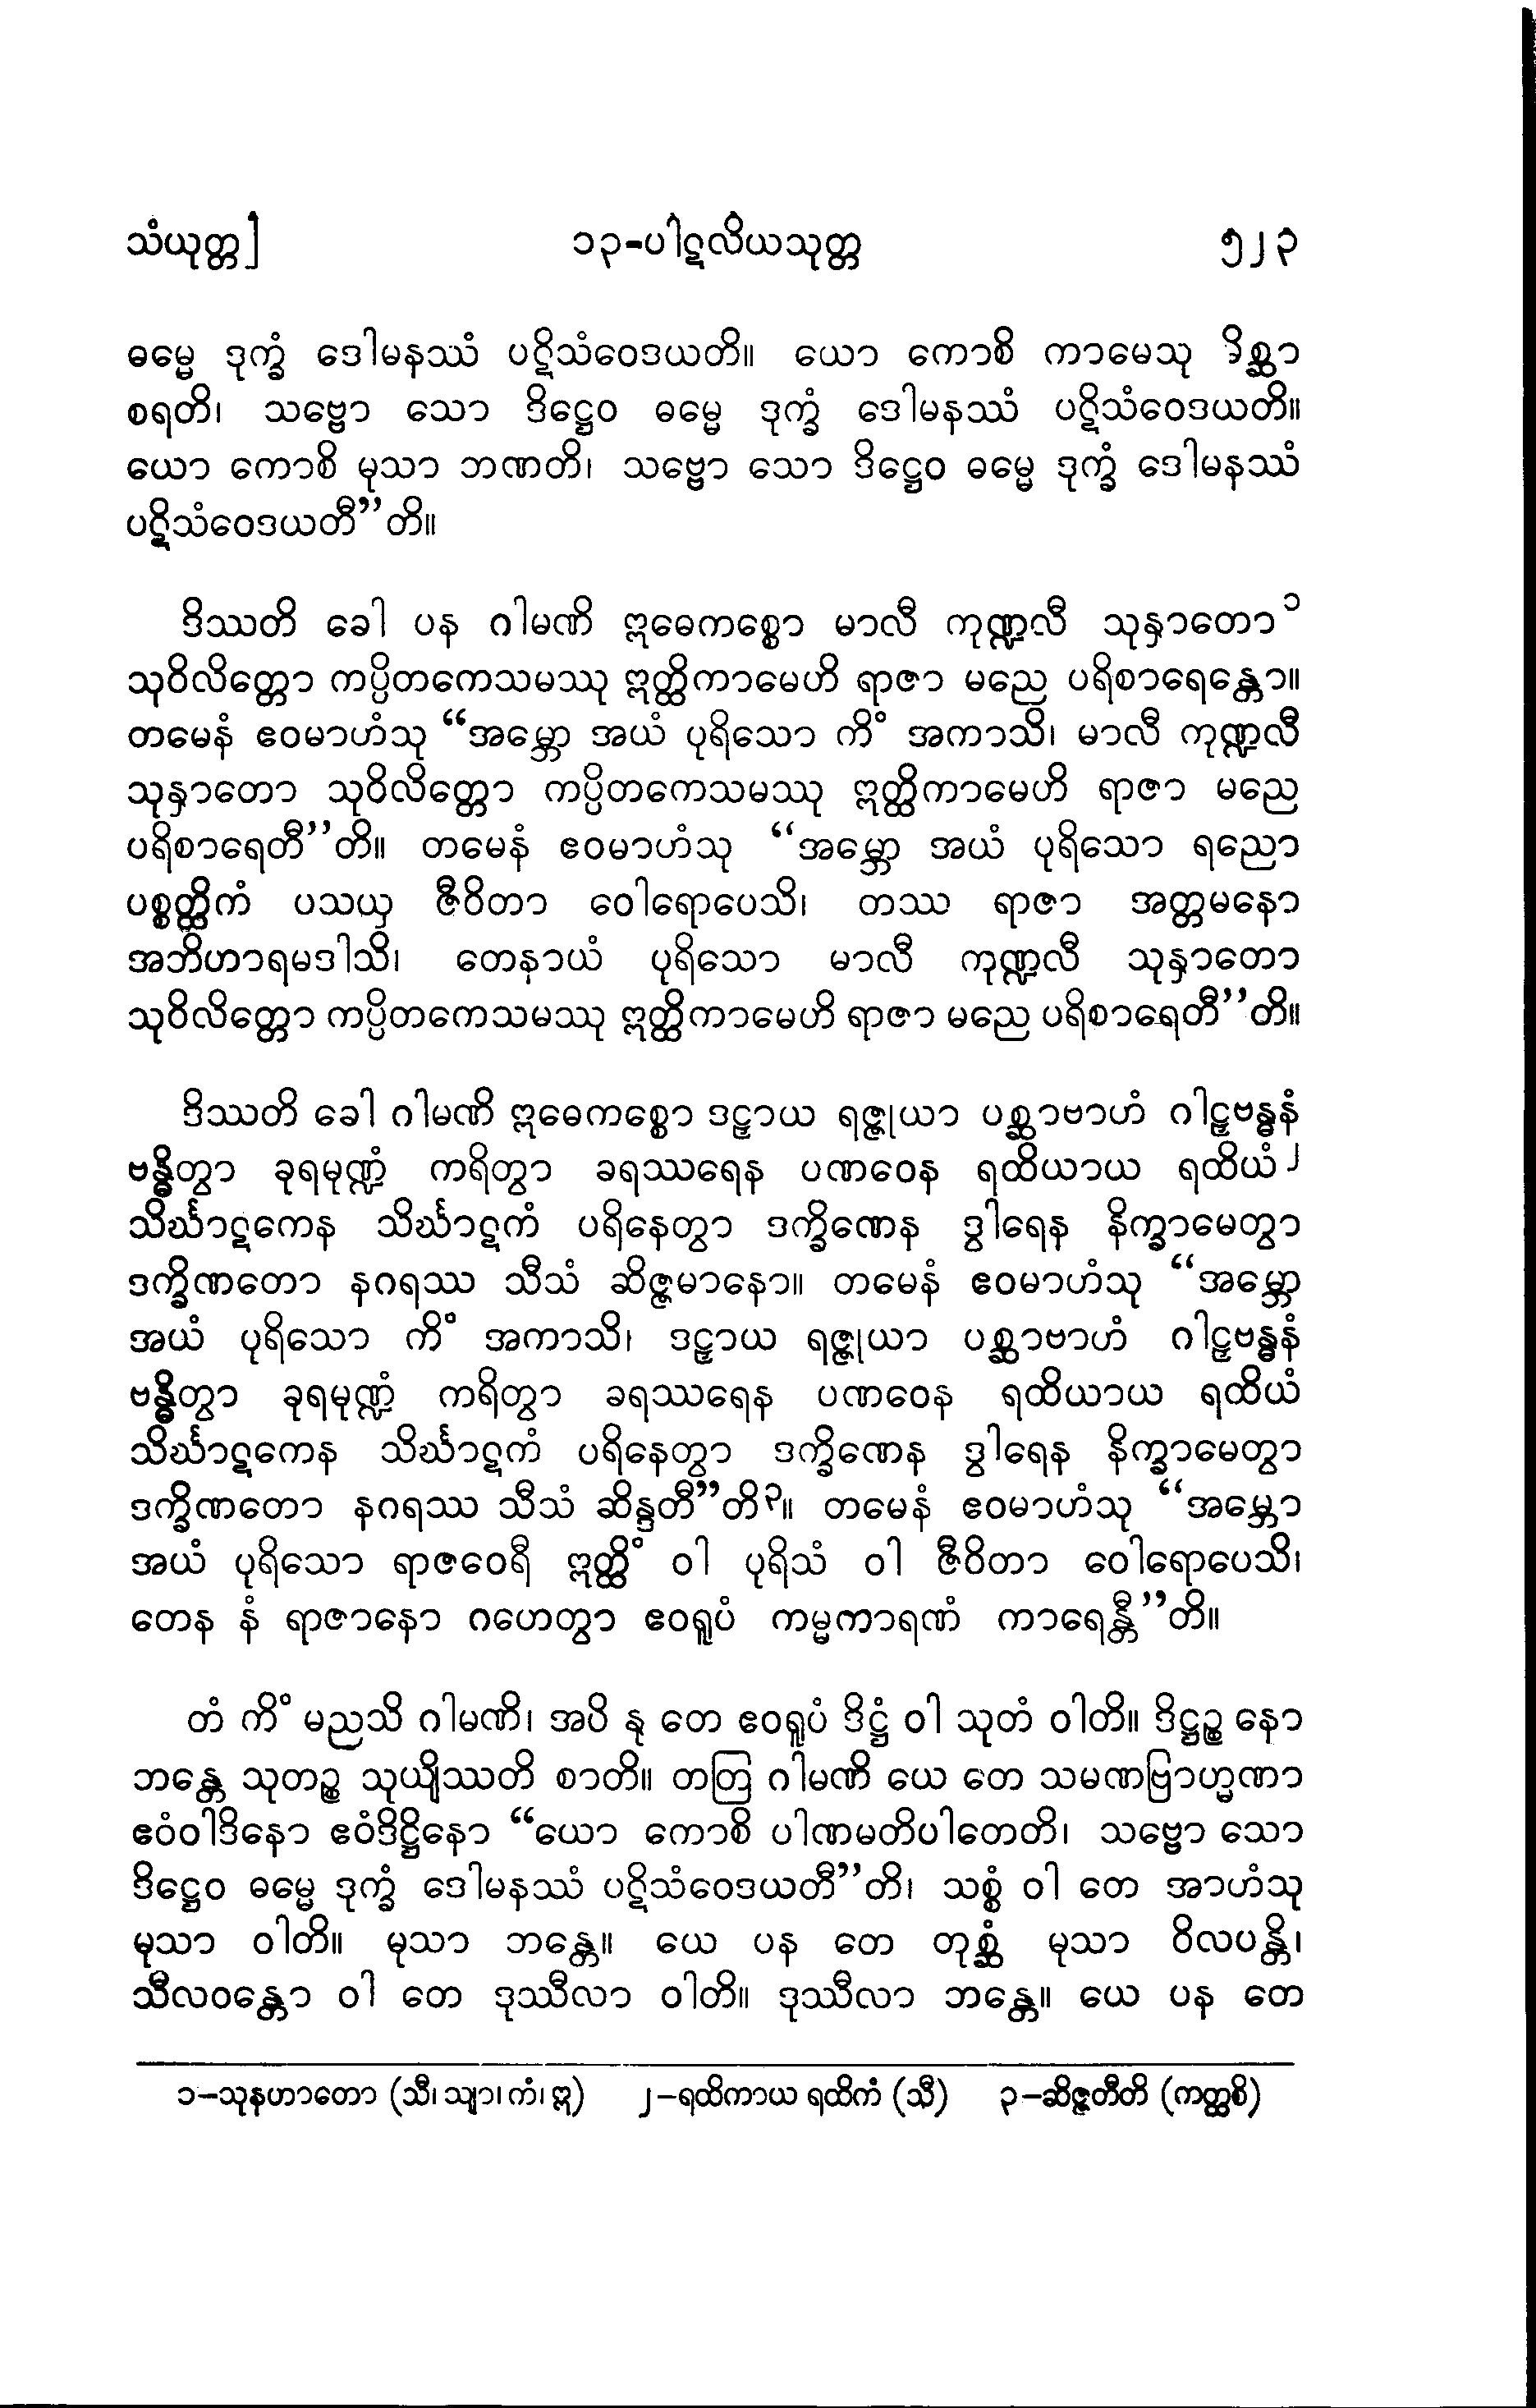 သံယုတ္တ]
၁၃-ပါဋလိယသုတ္တ
၅၂၃
ဓမ္မေ ဒုက္ခံ ဒေါမနဿံ ပဋိသံဝေဒယတိ။ ယော ကောစိ ကာမေသု မိစ္ဆာ
စရတိ၊ သဗ္ဗော သော ဒိဋ္ဌေဝ ဓမ္မေ ဒုက္ခံ ဒေါမနဿံ ပဋိသံဝေဒယတိ။
ယော ကောစိ မုသာ ဘဏတိ၊ သဗ္ဗော သော ဒိဋ္ဌေဝ ဓမ္မေ ဒုက္ခံ ဒေါမနဿံ
ပဋိသံဝေဒယတီ”တိ။
ဒိဿတိ ခေါ ပန ဂါမဏိ ဣဓေကစ္စော မာလီ ကုဏ္ဍလီ သုနှာတော၁
သုဝိလိတ္တော ကပ္ပိတကေသမဿု ဣတ္ထိကာမေဟိ ရာဇာ မညေ ပရိစာရေန္တော။
တမေနံ ဧဝမာဟံသု “အမ္ဘော အယံ ပုရိသော ကိံ အကာသိ၊ မာလီ ကုဏ္ဍလီ
သုနှာတော သုဝိလိတ္တော ကပ္ပိတကေသမဿု ဣတ္ထိကာမေဟိ ရာဇာ မညေ
ပရိစာရေတီ”တိ။ တမေနံ ဧဝမာဟံသု “အမ္ဘော အယံ ပုရိသော ရညော
ပစ္စတ္ထိကံ ပသယှ ဇီဝိတာ ဝေါရောပေသိ၊ တဿ ရာဇာ အတ္တမနော
အဘိဟာရမဒါသိ၊ တေနာယံ ပုရိသော မာလီ ကုဏ္ဍလီ သုနှာတော
သုဝိလိတ္တော ကပ္ပိတကေသမဿု ဣတ္ထိကာမေဟိ ရာဇာ မညေ ပရိစာရေတီ”တိ။
ဒိဿတိ ခေါ ဂါမဏိ ဣဓေကစ္စော ဒဠှာယ ရဇ္ဇုယာ ပစ္ဆာဗာဟံ ဂါဠှဗန္ဓနံ
ဗန္ဓိတွာ ခုရမုဏ္ဍံ ကရိတွာ ခရဿရေန ပဏဝေန ရထိယာယ ရထိယံ၂
သိင်္ဃာဋကေန သိင်္ဃာဋကံ ပရိနေတွာ ဒက္ခိဏေန ဒွါရေန နိက္ခာမေတွာ
ဒက္ခိဏတော နဂရဿ သီသံ ဆိဇ္ဇမာနော။ တမေနံ ဧဝမာဟံသု “အမ္ဘော
အယံ ပုရိသော ကိံ အကာသိ၊ ဒဠှာယ ရဇ္ဇုယာ ပစ္ဆာဗာဟံ ဂါဠှဗန္ဓနံ
ဗန္ဓိတွာ ခုရမုဏ္ဍံ ကရိတွာ ခရဿရေန ပဏဝေန ရထိယာယ ရထိယံ
သိင်္ဃာဋကေန သိင်္ဃာဋကံ ပရိနေတွာ ဒက္ခိဏေန ဒွါရေန နိက္ခာမေတွာ
ဒက္ခိဏတော နဂရဿ သီသံ ဆိန္ဒတီ”တိ၃။ တမေနံ ဧဝမာဟံသု “အမ္ဘော
အယံ ပုရိသော ရာဇဝေရီ ဣတ္ထိံ ဝါ ပုရိသံ ဝါ ဇီဝိတာ ဝေါရောပေသိ၊
တေန နံ ရာဇာနော ဂဟေတွာ ဧဝရူပံ ကမ္မကာရဏံ ကာရေန္တီ”တိ။
တံ ကိံ မညသိ ဂါမဏိ၊ အပိ နု တေ ဧဝရူပံ ဒိဋ္ဌံ ဝါ သုတံ ဝါတိ။ ဒိဋ္ဌဉ္စ နော
ဘန္တေ သုတဉ္စ သုယျိဿတိ စာတိ။ တတြ ဂါမဏိ ယေ တေ သမဏဗြာဟ္မဏာ
ဧဝံဝါဒိနော ဧဝံဒိဋ္ဌိနော “ယော ကောစိ ပါဏမတိပါတေတိ၊ သဗ္ဗော သော
ဒိဋ္ဌေဝ ဓမ္မေ ဒုက္ခံ ဒေါမနဿံ ပဋိသံဝေဒယတီ”တိ၊ သစ္စံ ဝါ တေ အာဟံသု
မုသာ ဝါတိ။ မုသာ ဘန္တေ။ ယေ ပန တေ တုစ္ဆံ မုသာ ဝိလပန္တိ၊
သီလဝန္တော ဝါ တေ ဒုဿီလာ ဝါတိ။ ဒုဿီလာ ဘန္တေ။ ယေ ပန တေ
၁-သုနဟာတော (သီ၊ သျာ၊ ကံ၊ ဣ) ၂-ရထိကာယ ရထိကံ (သီ) ၃-ဆိဇ္ဇတီတိ (ကတ္ထစိ)